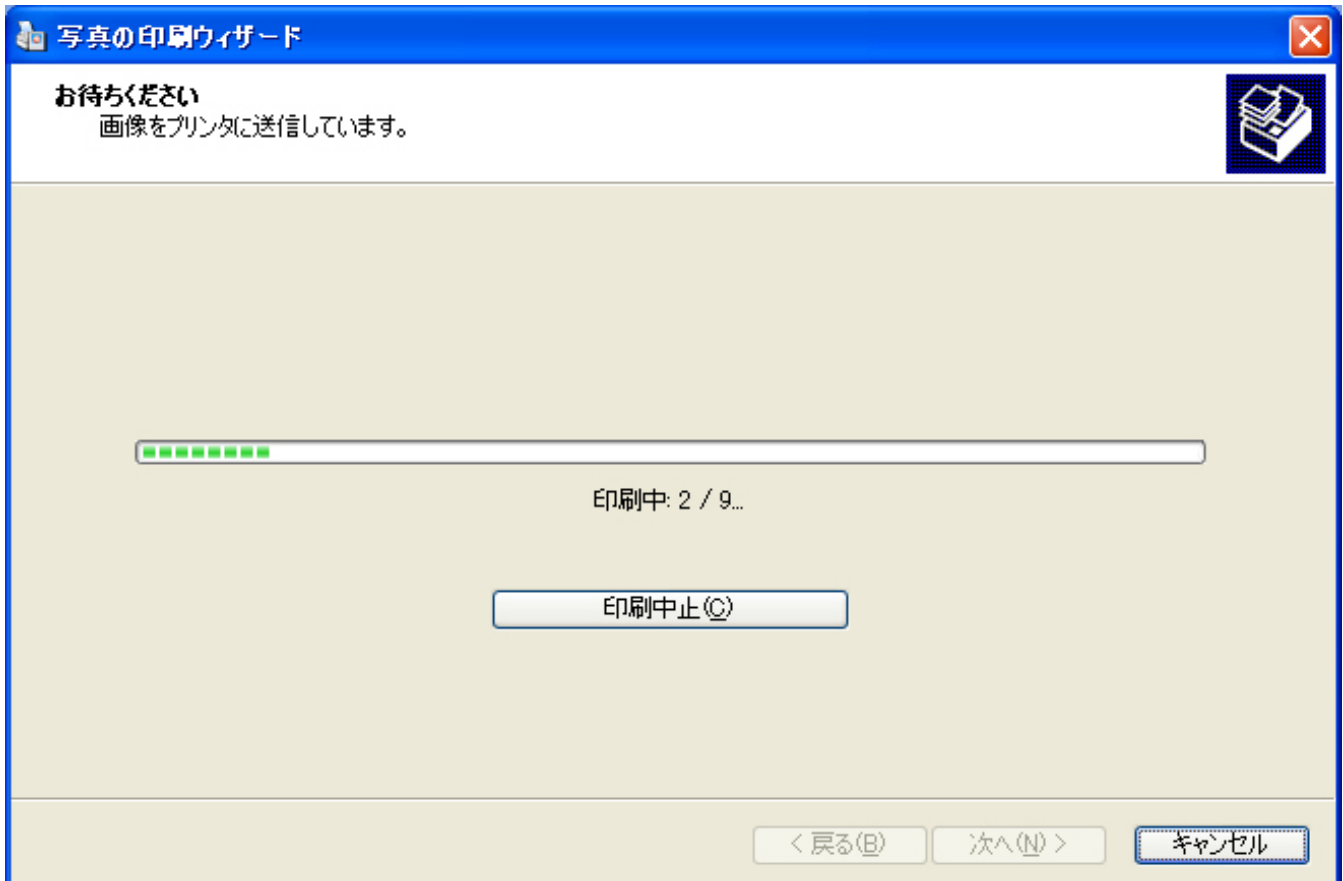 写真の印刷ウィザード
お待ちください
画像をプリンタに送信しています。
印刷中: 2 / 9...
印刷中止(C)
< 戻る(B)
次へ(N) >
キャンセル